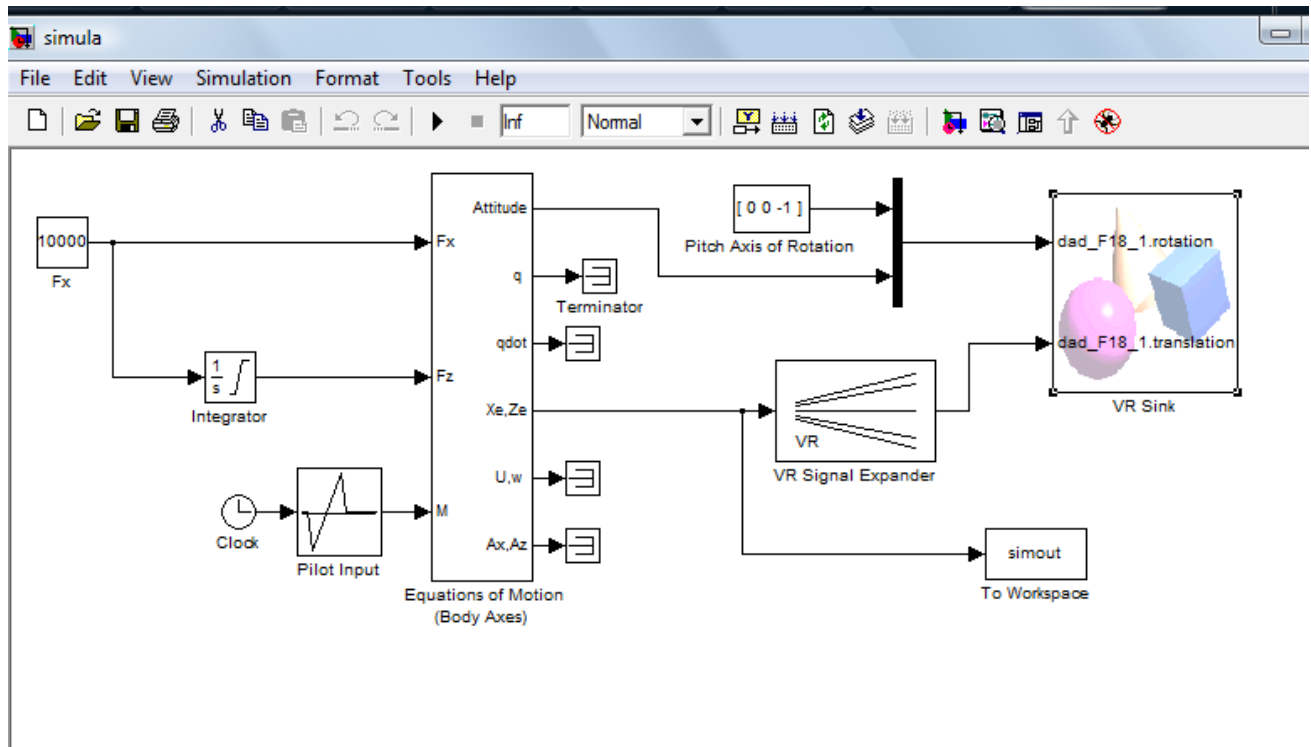 simula
File Edit View Simulation Format Tools Help
Inf Normal
10000
Fx
1
s
Integrator
Clock
Pilot Input
Fx
Fz
M
Attitude
q
qdot
Xe,Ze
U,w
Ax,Az
Equations of Motion
(Body Axes)
Terminator
[ 0 0 -1 ]
Pitch Axis of Rotation
VR
VR Signal Expander
dad_F18_1.rotation
dad_F18_1.translation
VR Sink
simout
To Workspace